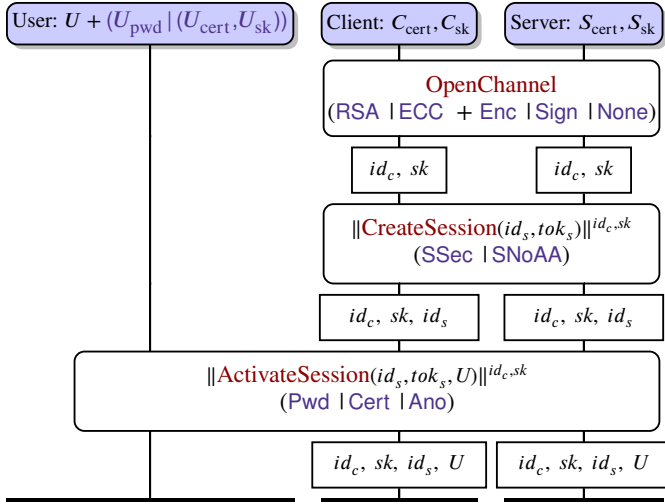 User: U + (U_pwd | (U_cert, U_sk))
Client: C_cert, C_sk
Server: S_cert, S_sk
OpenChannel
(RSA | ECC + Enc | Sign | None)
id_c, sk
id_c, sk
||CreateSession(id_s, tok_s)||^{id_c, sk}
(SSec | SNoAA)
id_c, sk, id_s
id_c, sk, id_s
||ActivateSession(id_s, tok_s, U)||^{id_c, sk}
(Pwd | Cert | Ano)
id_c, sk, id_s, U
id_c, sk, id_s, U